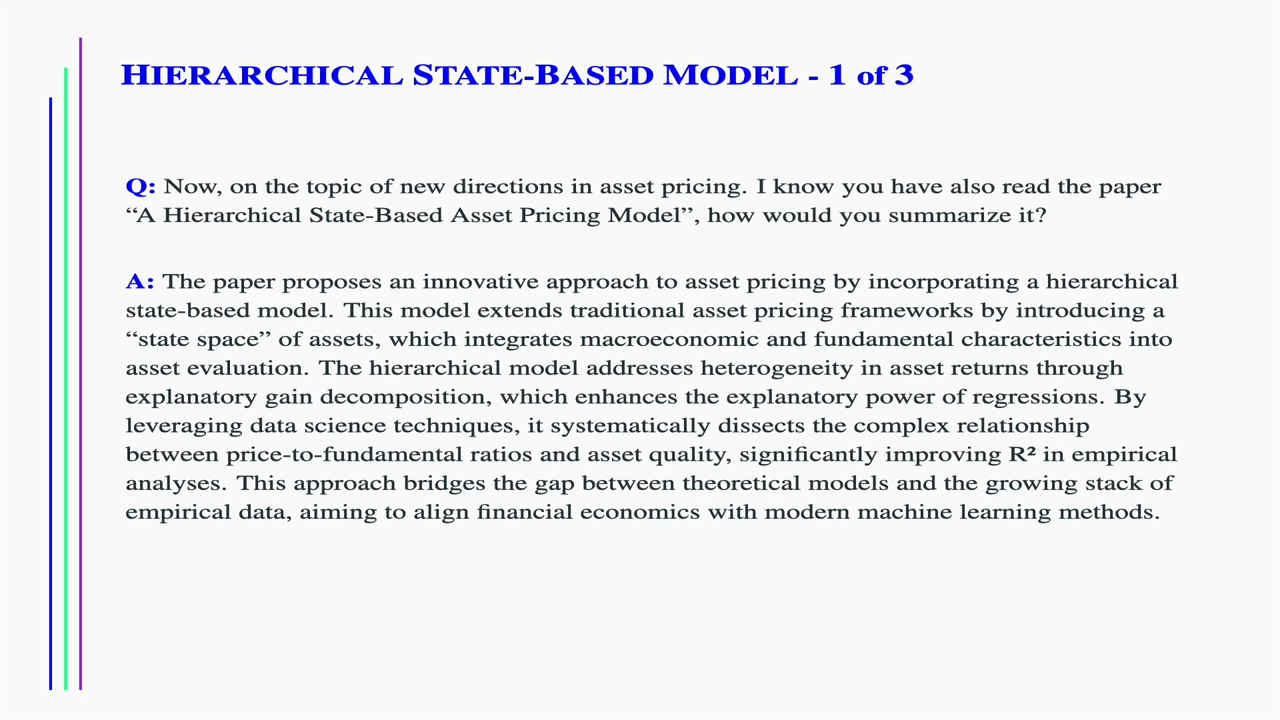 HIERARCHICAL STATE-BASED MODEL - 1 of 3
Q: Now, on the topic of new directions in asset pricing. I know you have also read the paper
“A Hierarchical State-Based Asset Pricing Model”, how would you summarize it?
A: The paper proposes an innovative approach to asset pricing by incorporating a hierarchical
state-based model. This model extends traditional asset pricing frameworks by introducing a
“state space” of assets, which integrates macroeconomic and fundamental characteristics into
asset evaluation. The hierarchical model addresses heterogeneity in asset returns through
explanatory gain decomposition, which enhances the explanatory power of regressions. By
leveraging data science techniques, it systematically dissects the complex relationship
between price-to-fundamental ratios and asset quality, significantly improving R² in empirical
analyses. This approach bridges the gap between theoretical models and the growing stack of
empirical data, aiming to align financial economics with modern machine learning methods.